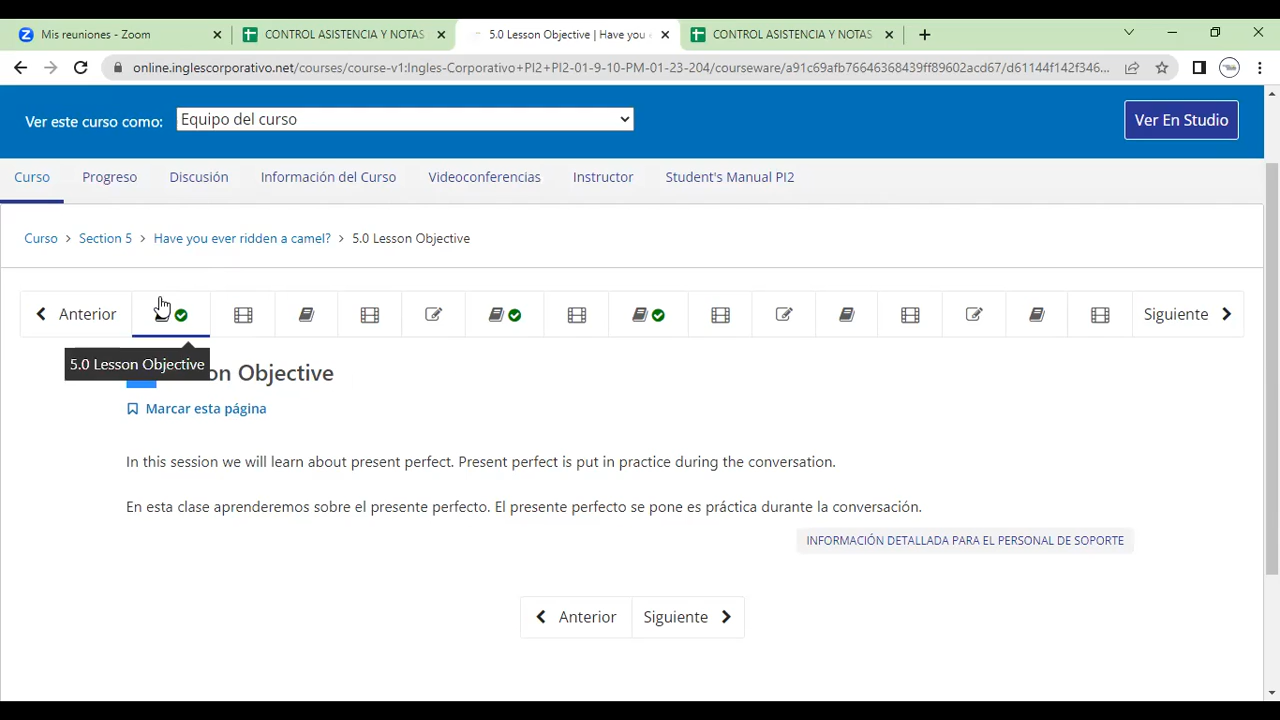 Mis reuniones - Zoom
CONTROL ASISTENCIA Y NOTAS
5.0 Lesson Objective | Have you
CONTROL ASISTENCIA Y NOTAS
online.inglescorporativo.net/courses/course-v1:Ingles-Corporativo+PI2+PI2-01-9-10-PM-01-23-204/courseware/a91c69afb76646368439ff89602acd67/d61144f142f346...
Ver este curso como:
Equipo del curso
Ver En Studio
Curso
Progreso
Discusión
Información del Curso
Videoconferencias
Instructor
Student's Manual PI2
Curso > Section 5 > Have you ever ridden a camel? > 5.0 Lesson Objective
Anterior
Siguiente
5.0 Lesson Objective
on Objective
Marcar esta página
In this session we will learn about present perfect. Present perfect is put in practice during the conversation.
En esta clase aprenderemos sobre el presente perfecto. El presente perfecto se pone es práctica durante la conversación.
INFORMACIÓN DETALLADA PARA EL PERSONAL DE SOPORTE
Anterior
Siguiente